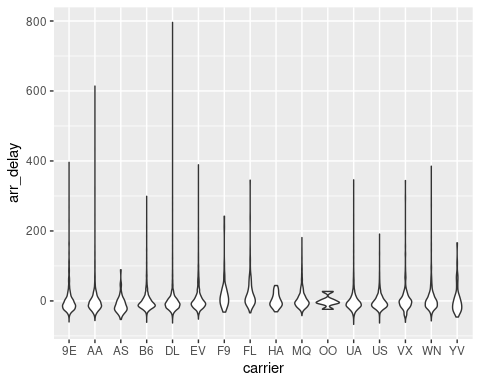 800
600
400
200
0
arr_delay
9E AA AS B6 DL EV F9 FL HA MQ OO UA US VX WN YV
carrier